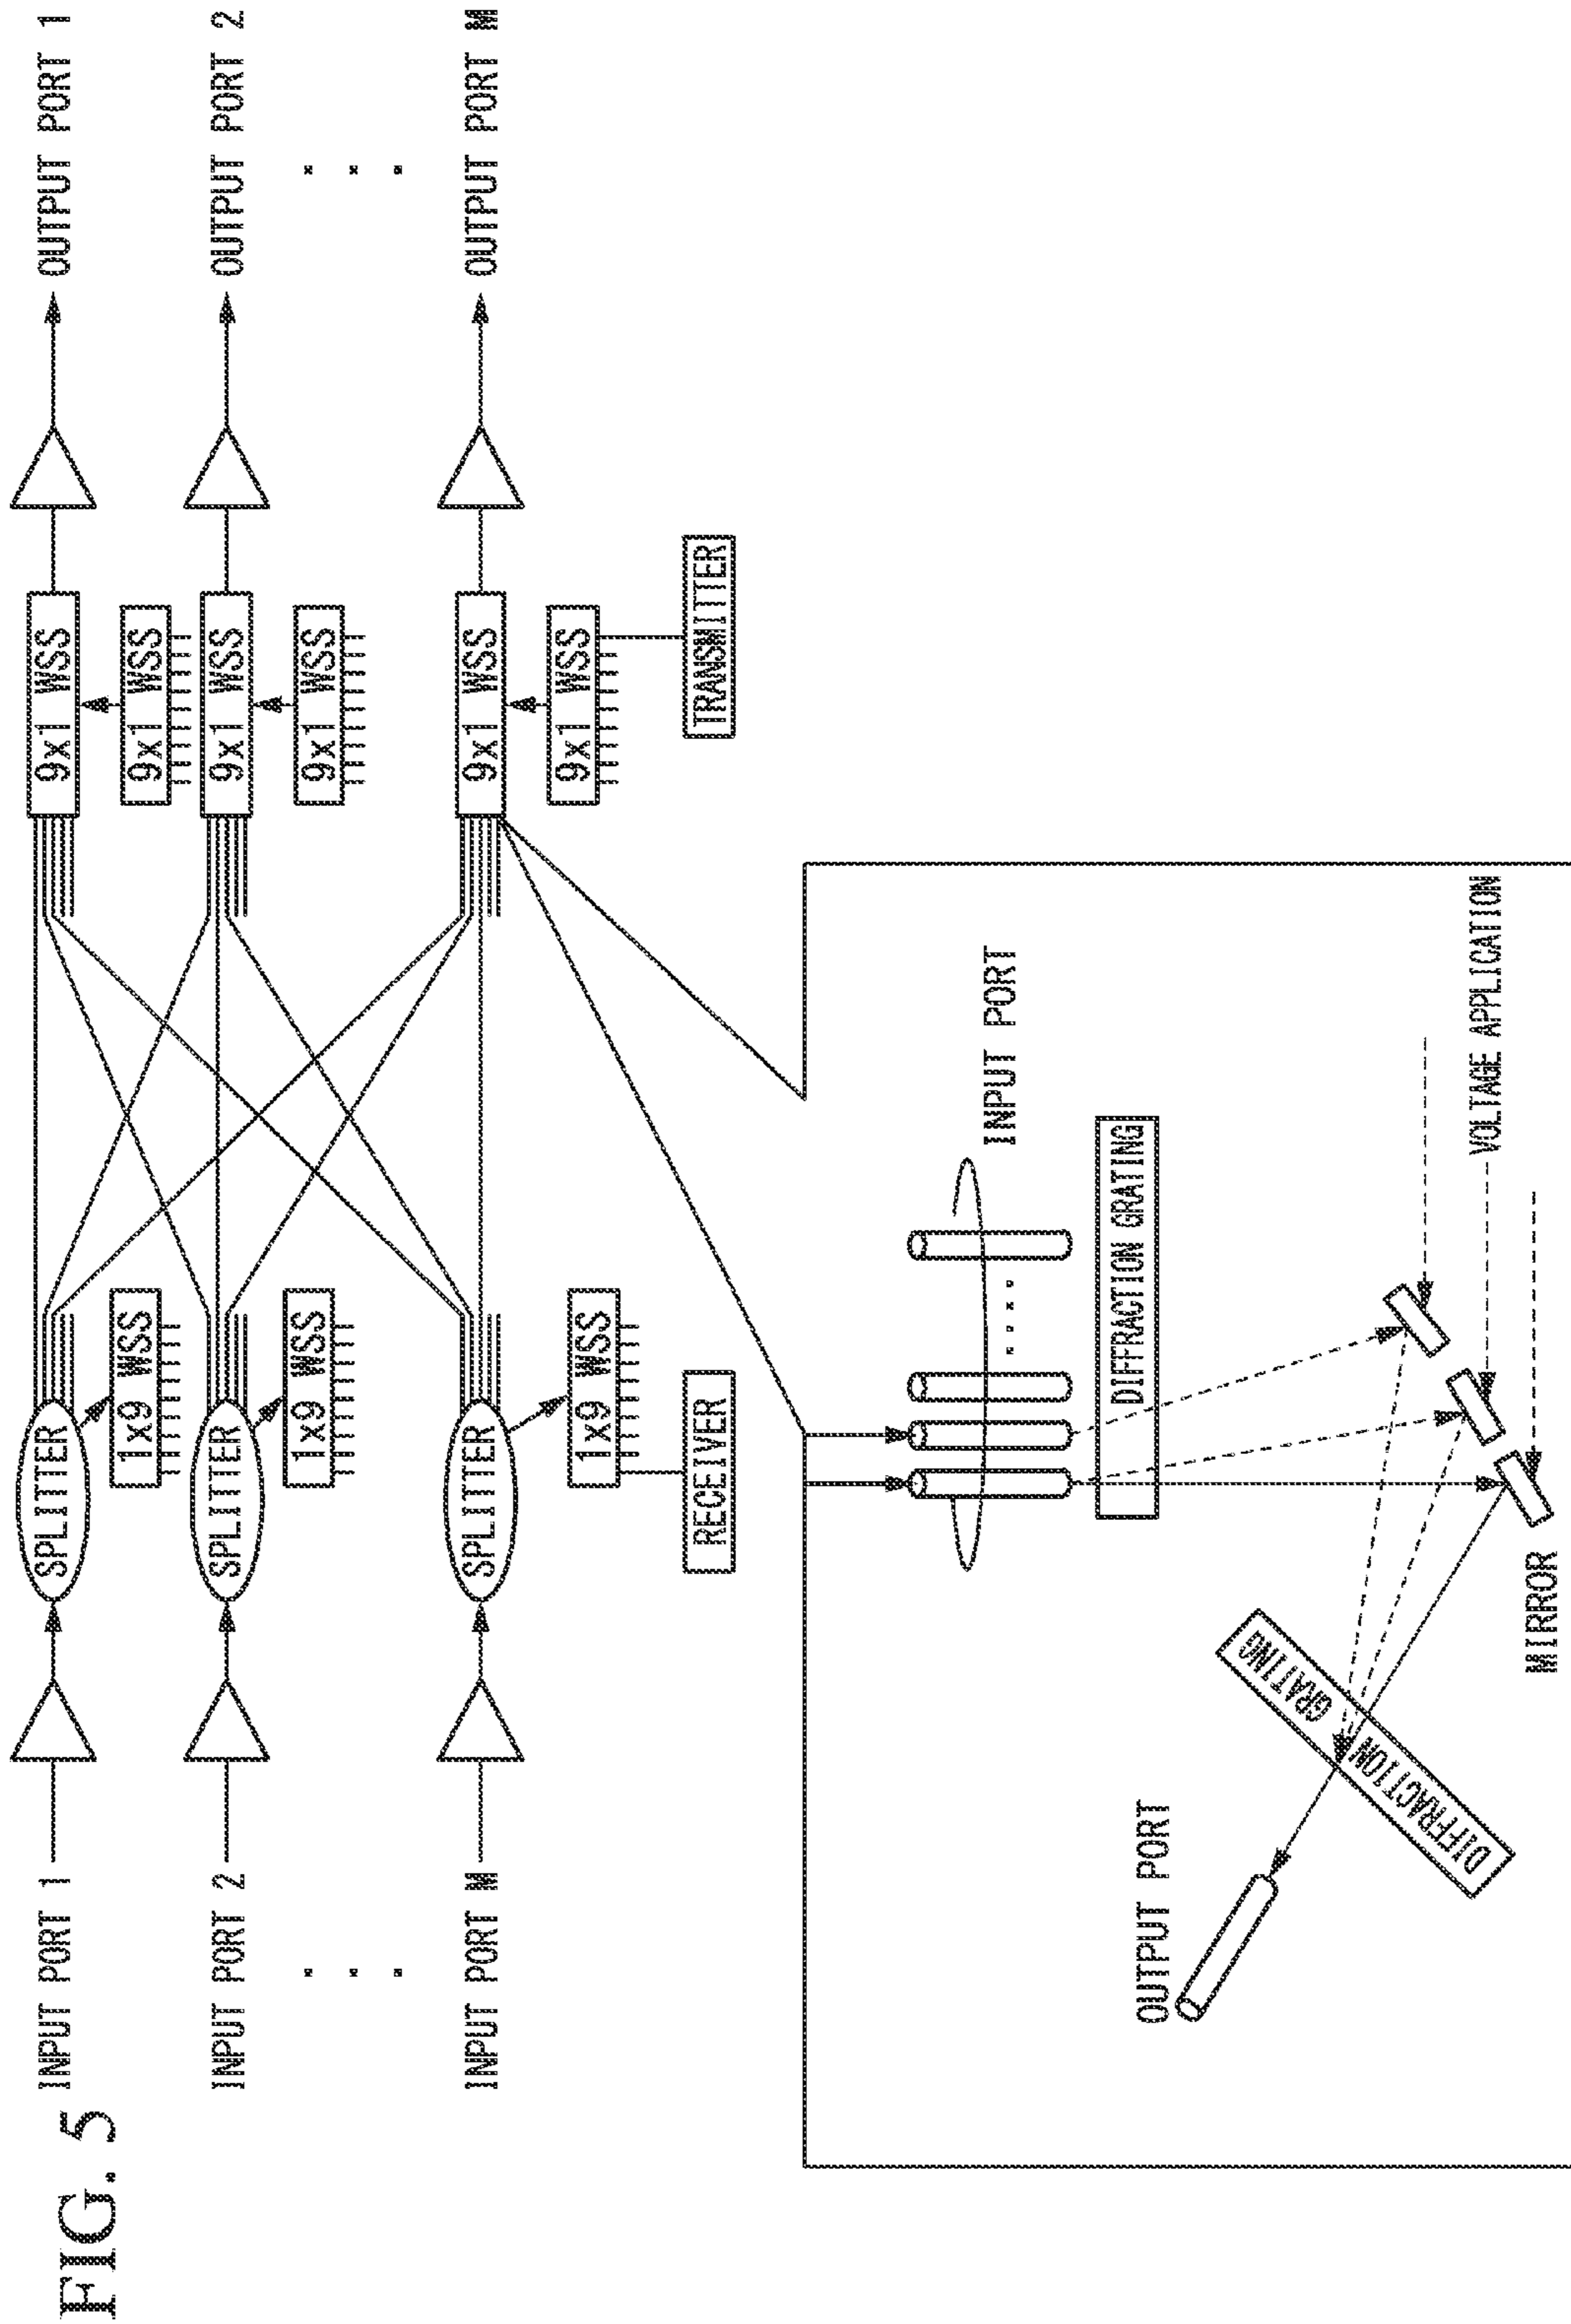 FIG. 5
INPUT PORT 1
SPLITTER
1x9 WSS
9x1 WSS
9x1 WSS
OUTPUT PORT 1
INPUT PORT 2
SPLITTER
1x9 WSS
9x1 WSS
9x1 WSS
OUTPUT PORT 2
INPUT PORT M
SPLITTER
1x9 WSS
9x1 WSS
9x1 WSS
OUTPUT PORT M
RECEIVER
TRANSMITTER
INPUT PORT
OUTPUT PORT
DIFFRACTION GRATING
DIFFRACTION GRATING
VOLTAGE APPLICATION
MIRROR